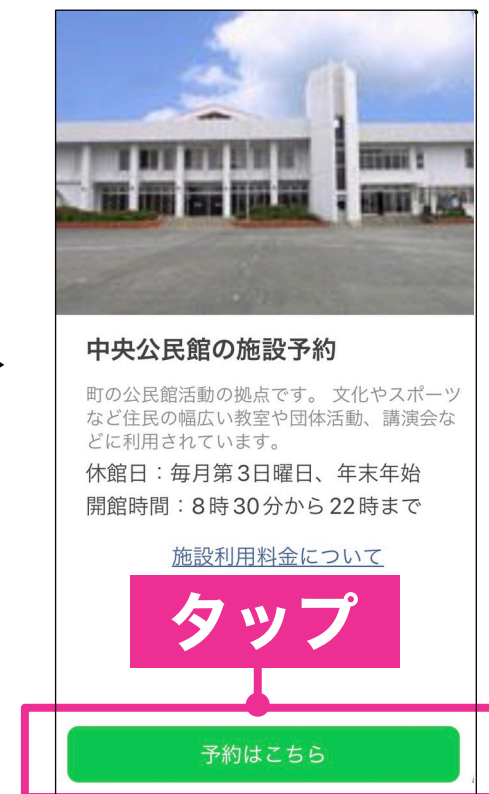 中央公民館の施設予約
町の公民館活動の拠点です。 文化やスポーツ
など住民の幅広い教室や団体活動、講演会な
どに利用されています。
休館日：毎月第3日曜日、年末年始
開館時間：8時30分から22時まで
施設利用料金について
タップ
予約はこちら